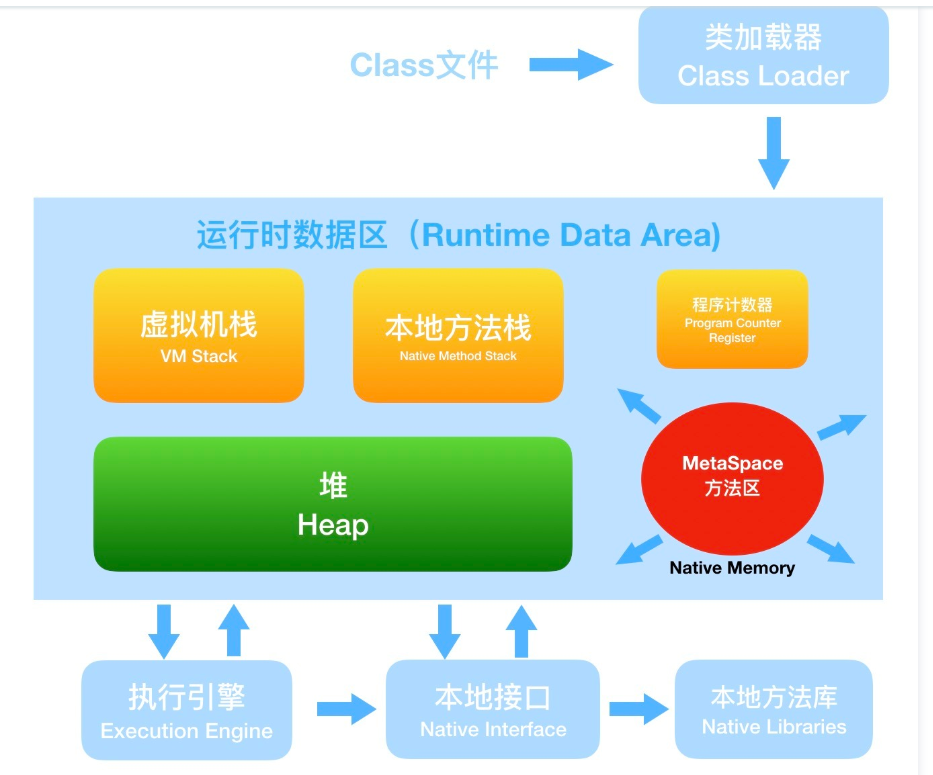 Class文件
类加载器
Class Loader
运行时数据区（Runtime Data Area)
虚拟机栈
VM Stack
本地方法栈
Native Method Stack
程序计数器
Program Counter
Register
堆
Heap
MetaSpace
方法区
Native Memory
执行引擎
Execution Engine
本地接口
Native Interface
本地方法库
Native Libraries